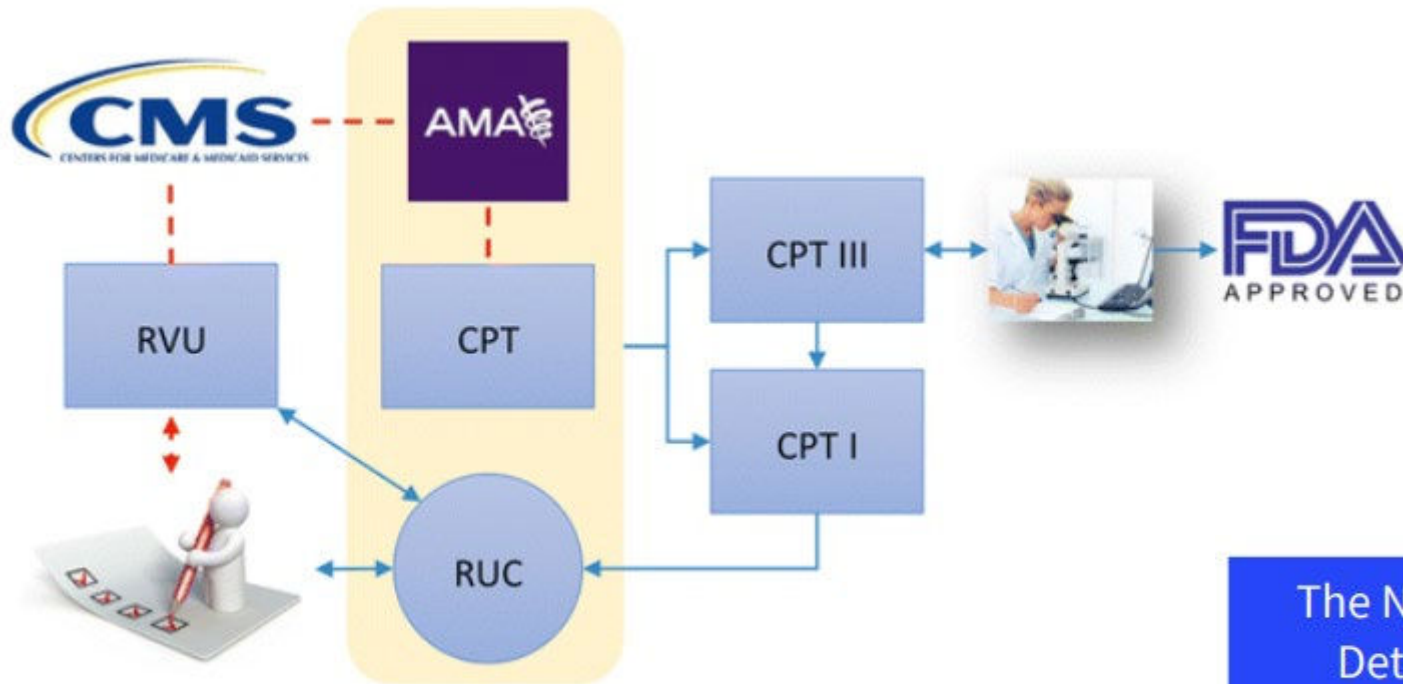 CMS
CENTERS FOR MEDICARE & MEDICAID SERVICES
AMA
RVU
CPT
CPT III
FDA
APPROVED
CPT I
RUC
The N
Det